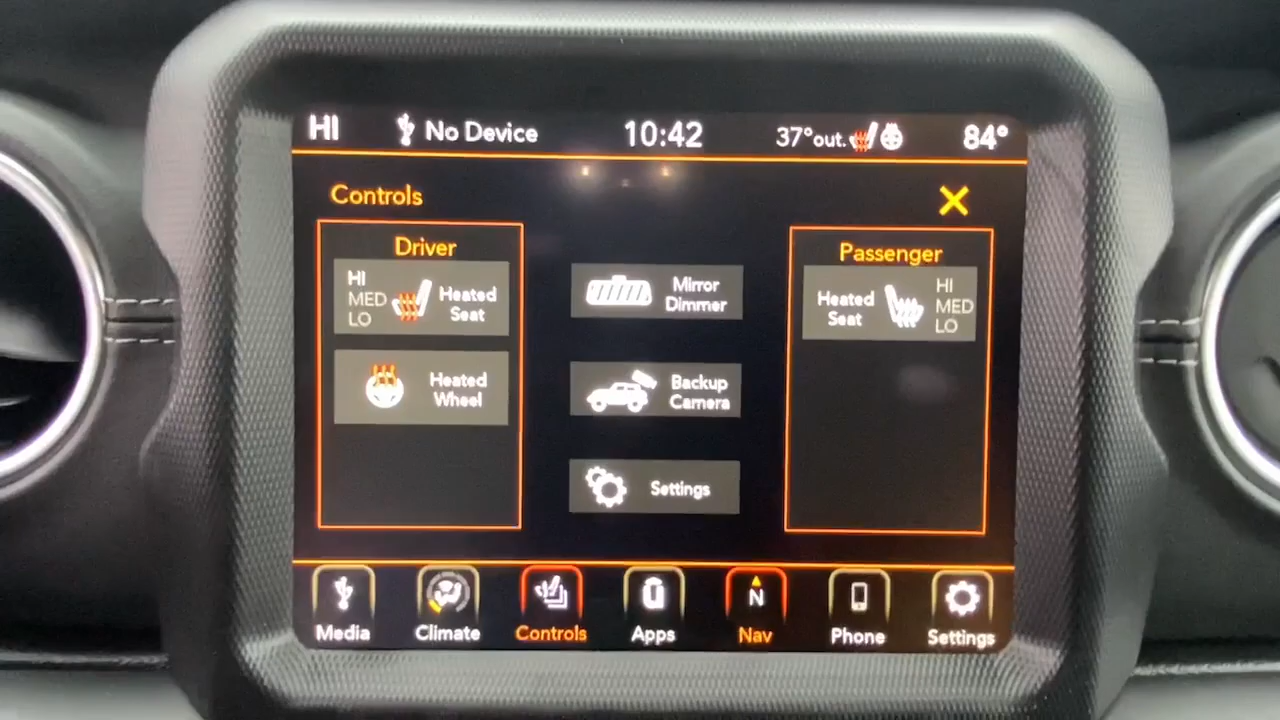 HI No Device 10:42 37°out. 84°
Controls
Driver
HI
MED
LO
Heated
Seat
Heated
Wheel
Mirror
Dimmer
Backup
Camera
Settings
Passenger
Heated
Seat
HI
MED
LO
N
Media Climate Controls Apps Nav Phone Settings